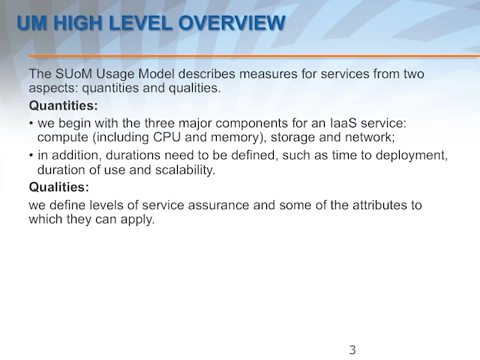 UM HIGH LEVEL OVERVIEW
The SUoM Usage Model describes measures for services from two
aspects: quantities and qualities.
Quantities:
• we begin with the three major components for an IaaS service:
compute (including CPU and memory), storage and network;
• in addition, durations need to be defined, such as time to deployment,
duration of use and scalability.
Qualities:
we define levels of service assurance and some of the attributes to
which they can apply.
3